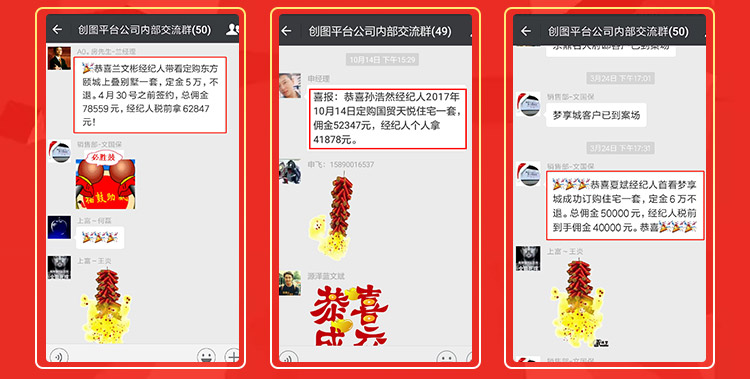 创图平台公司内部交流群(50)
A0。房先生-兰经理
恭喜兰文彬经纪人带看定购东方
颐城上叠别墅一套，定金5万，不
退。4月30号之前签约，总佣金
78559元，经纪人税前拿62847
元！
销售部-文国保
必胜鼓
上富～何磊
上富～王炎
创图平台公司内部交流群(49)
10月14日 下午15:29
申经理
喜报：恭喜孙浩然经纪人2017年
10月14日定购国贸天悦住宅一套，
佣金52347元，经纪人个人拿
41878元。
申飞：15890016537
源泽蓝文斌
恭喜
成交
创图平台公司内部交流群(50)
3月24日 下午17:01
销售部-文国保
梦享城客户已到案场
3月24日 下午17:31
销售部-文国保
恭喜夏斌经纪人首看梦享
城成功订购住宅一套，定金6万不
退。总佣金50000元，经纪人税前
到手佣金40000元。恭喜
上富～王炎